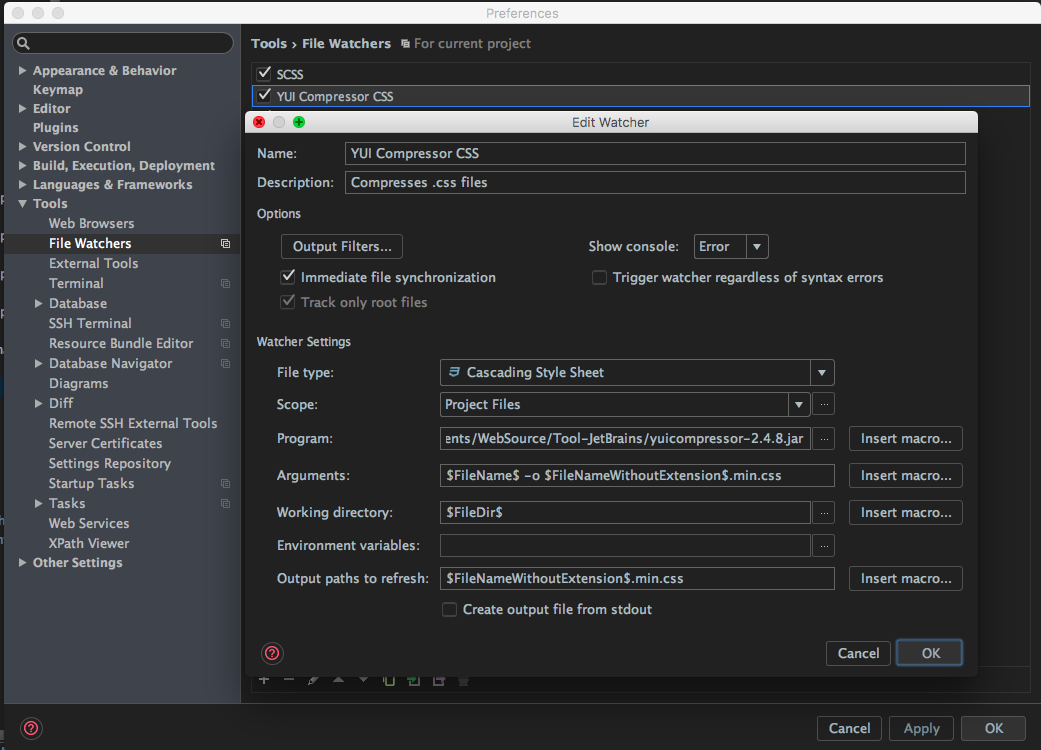 Preferences
Tools › File Watchers For current project
Appearance & Behavior
Keymap
Editor
Plugins
Version Control
Build, Execution, Deployment
Languages & Frameworks
Tools
Web Browsers
File Watchers
External Tools
Terminal
Database
SSH Terminal
Resource Bundle Editor
Database Navigator
Diagrams
Diff
Remote SSH External Tools
Server Certificates
Settings Repository
Startup Tasks
Tasks
Web Services
XPath Viewer
Other Settings
SCSS
YUI Compressor CSS
Edit Watcher
Name: YUI Compressor CSS
Description: Compresses .css files
Options
Output Filters... Show console: Error
Immediate file synchronization Trigger watcher regardless of syntax errors
Track only root files
Watcher Settings
File type: Cascading Style Sheet
Scope: Project Files ...
Program: ents/WebSource/Tool-JetBrains/yuicompressor-2.4.8.jar ... Insert macro...
Arguments: $FileName$ -o $FileNameWithoutExtension$.min.css Insert macro...
Working directory: $FileDir$ ... Insert macro...
Environment variables: ...
Output paths to refresh: $FileNameWithoutExtension$.min.css Insert macro...
Create output file from stdout
? Cancel OK
? Cancel Apply OK